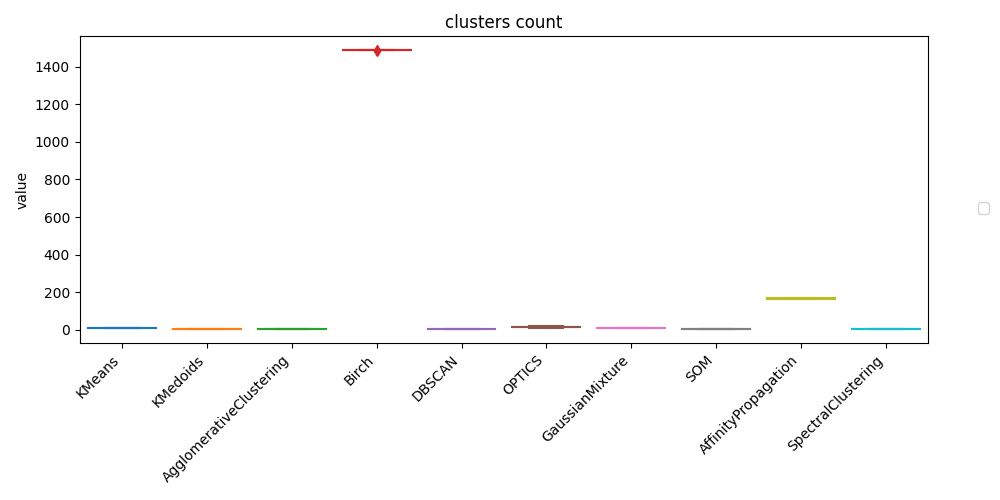 clusters count
value
1400
1200
1000
800
600
400
200
0
KMeans
KMedoids
AgglomerativeClustering
Birch
DBSCAN
OPTICS
GaussianMixture
SOM
AffinityPropagation
SpectralClustering